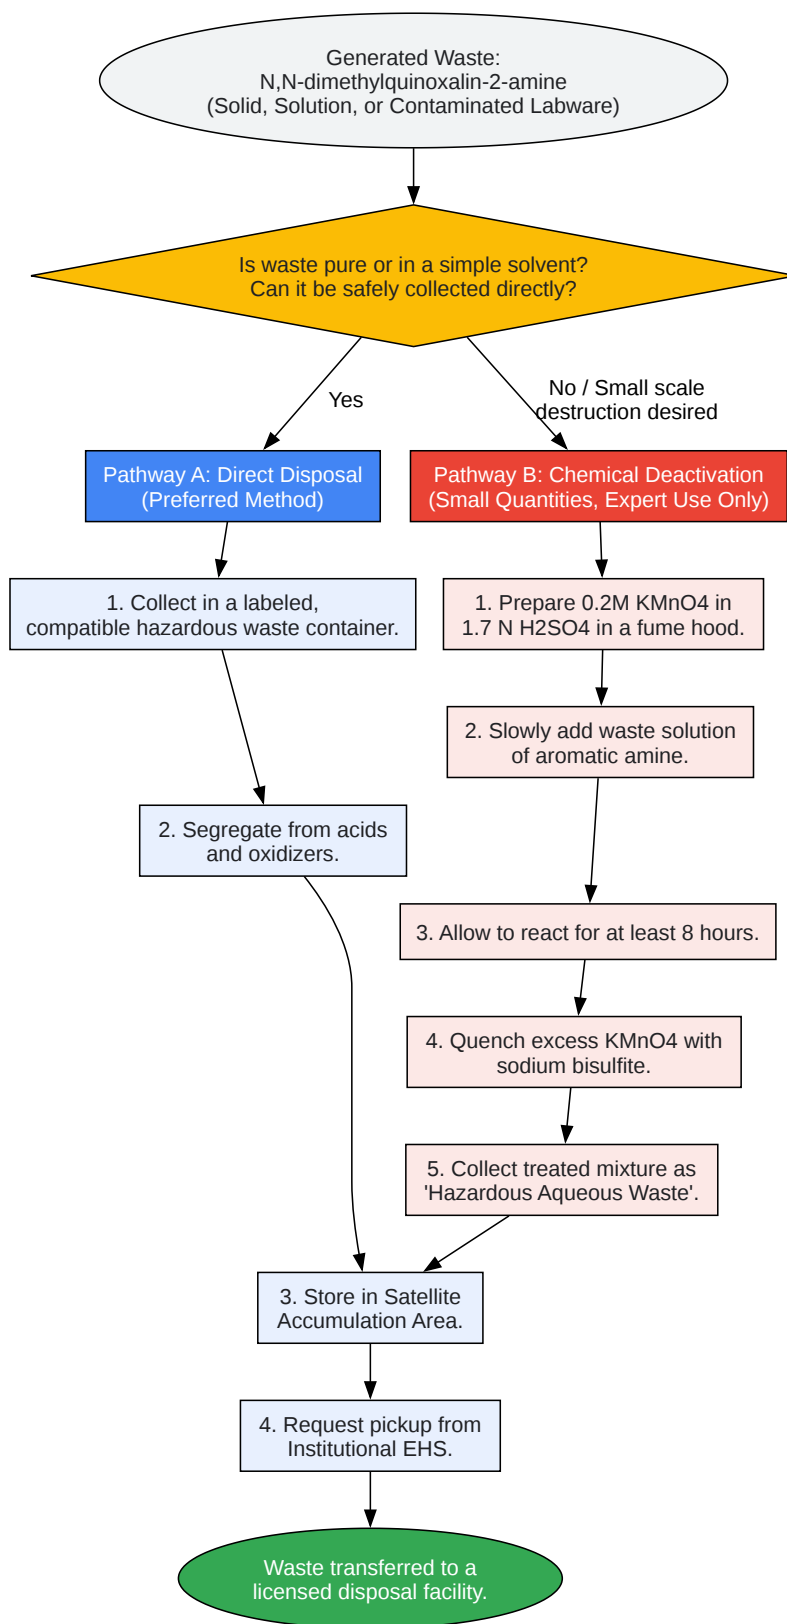 Generated Waste:
N,N-dimethylquinoxalin-2-amine
(Solid, Solution, or Contaminated Labware)
Is waste pure or in a simple solvent?
Can it be safely collected directly?
Yes
No / Small scale
destruction desired
Pathway A: Direct Disposal
(Preferred Method)
Pathway B: Chemical Deactivation
(Small Quantities, Expert Use Only)
1. Collect in a labeled,
compatible hazardous waste container.
1. Prepare 0.2M KMnO4 in
1.7 N H2SO4 in a fume hood.
2. Slowly add waste solution
of aromatic amine.
2. Segregate from acids
and oxidizers.
3. Allow to react for at least 8 hours.
4. Quench excess KMnO4 with
sodium bisulfite.
5. Collect treated mixture as
'Hazardous Aqueous Waste'.
3. Store in Satellite
Accumulation Area.
4. Request pickup from
Institutional EHS.
Waste transferred to a
licensed disposal facility.